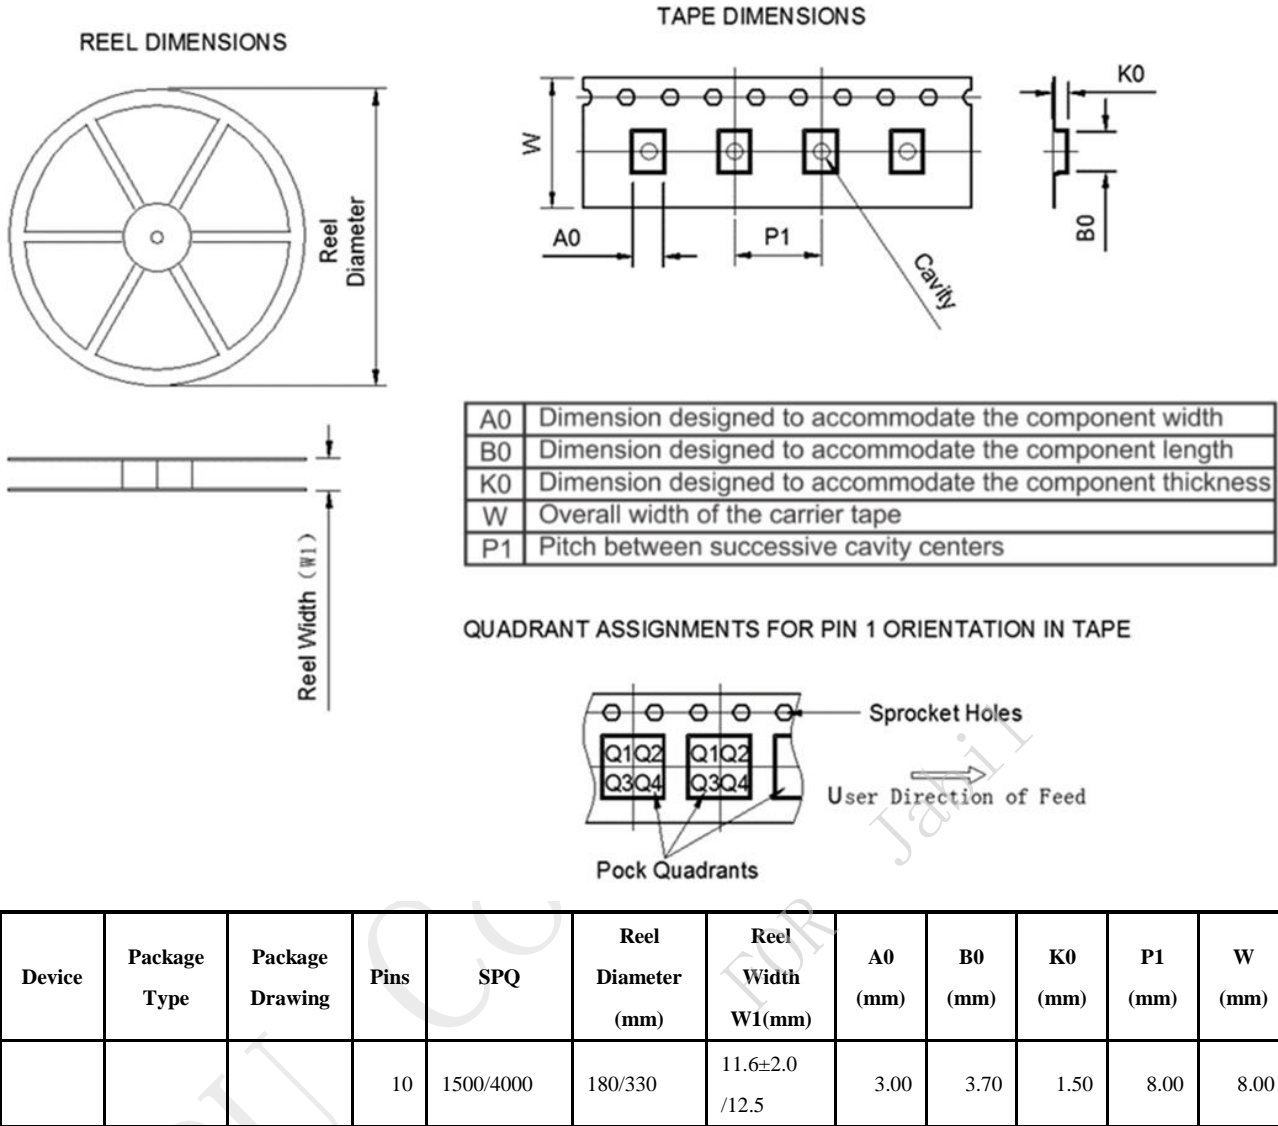 TAPE DIMENSIONS
REEL DIMENSIONS
Reel
Diameter
W
A0
P1
Cavity
K0
B0
A0 Dimension designed to accommodate the component width
B0 Dimension designed to accommodate the component length
K0 Dimension designed to accommodate the component thickness
W Overall width of the carrier tape
P1 Pitch between successive cavity centers
Reel Width (W1)
QUADRANT ASSIGNMENTS FOR PIN 1 ORIENTATION IN TAPE
Sprocket Holes
Q1 Q2 Q1 Q2
Q3 Q4 Q3 Q4
User Direction of Feed
Pock Quadrants
FOR Jabil
Device Package Type Package Drawing Pins SPQ Reel Diameter (mm) Reel Width W1(mm) A0 (mm) B0 (mm) K0 (mm) P1 (mm) W (mm)
10 1500/4000 180/330 11.6±2.0 /12.5 3.00 3.70 1.50 8.00 8.00